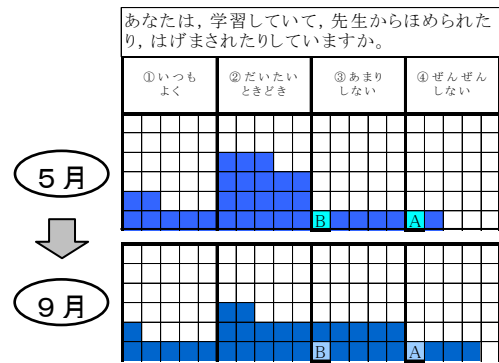 あなたは，学習していて，先生からほめられた
り，はげまされたりしていますか。
①いつも
よく
②だいたい
ときどき
③あまり
しない
④ぜんぜん
しない
5月
B
A
9月
B
A